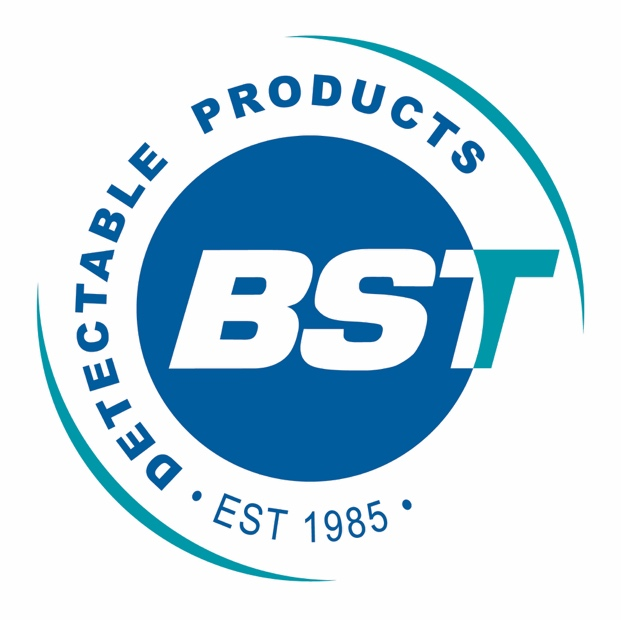 DETECTABLE PRODUCTS
BST
• EST 1985 •